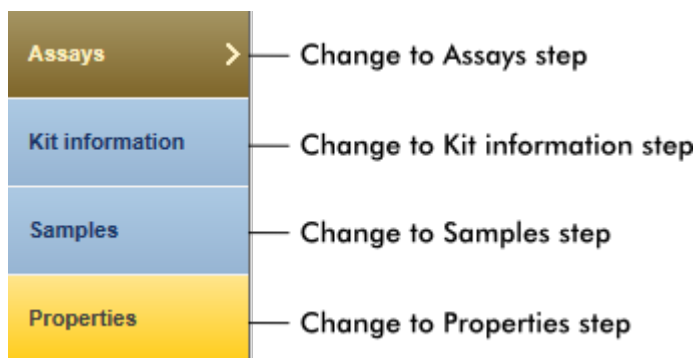 Assays
Change to Assays step
Kit information
Change to Kit information step
Samples
Change to Samples step
Properties
Change to Properties step